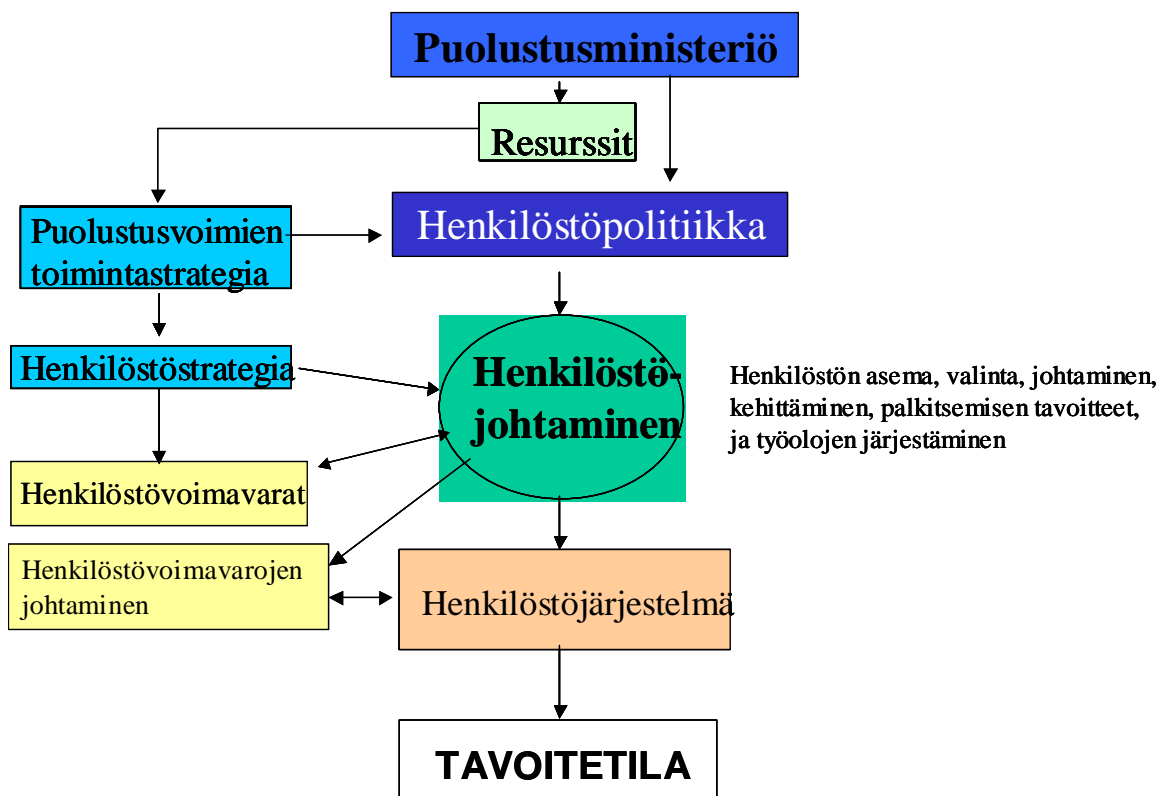 Puolustusministeriö
Resurssit
Puolustusvoimien
toimintastrategia
Henkilöstöpolitiikka
Henkilöstöstrategia
Henkilöstö-
johtaminen
Henkilöstön asema, valinta, johtaminen,
kehittäminen, palkitsemisen tavoitteet,
ja työolojen järjestäminen
Henkilöstövoimavarat
Henkilöstövoimavarojen
johtaminen
Henkilöstöjärjestelmä
TAVOITETILA